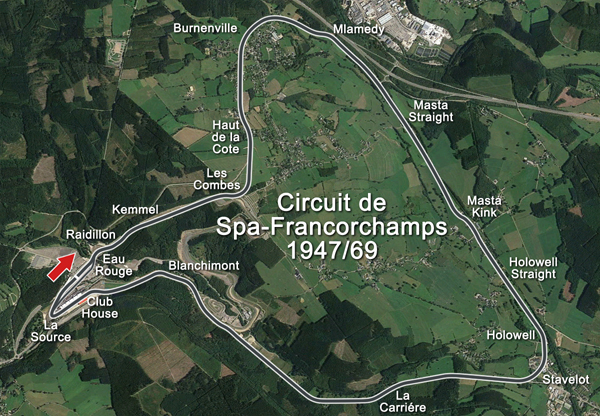 Burnenville
Mlamedy
Masta
Straight
Haut
de la
Cote
Les
Combes
Kemmel
Masta
Kink
Circuit de
Spa-Francorchamps
1947/69
Raidillon
Eau
Rouge
Blanchimont
Holowell
Straight
Club
House
La
Source
Holowell
Stavelot
La
Carriére